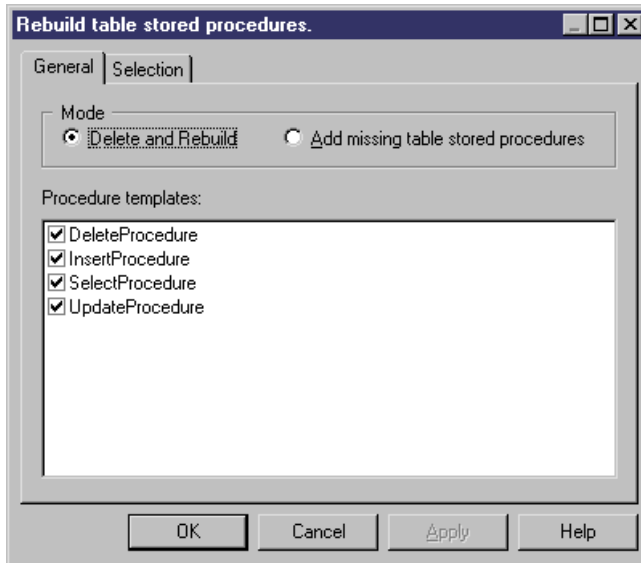 Rebuild table stored procedures.
General Selection
Mode
Delete and Rebuild Add missing table stored procedures
Procedure templates:
DeleteProcedure
InsertProcedure
SelectProcedure
UpdateProcedure
OK Cancel Apply Help